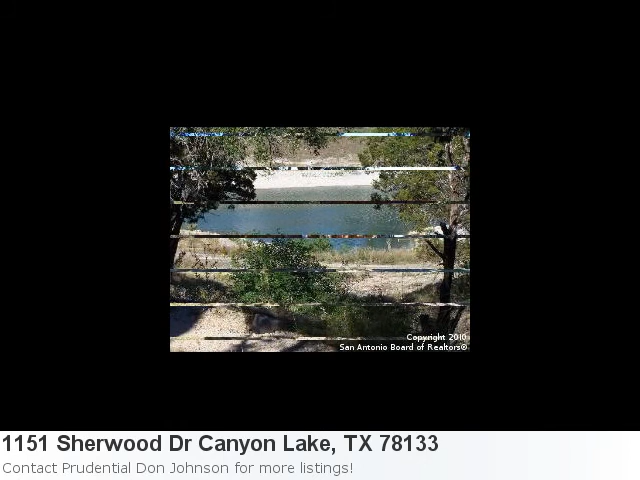 Copyright 2010
San Antonio Board of Realtors®
1151 Sherwood Dr Canyon Lake, TX 78133
Contact Prudential Don Johnson for more listings!